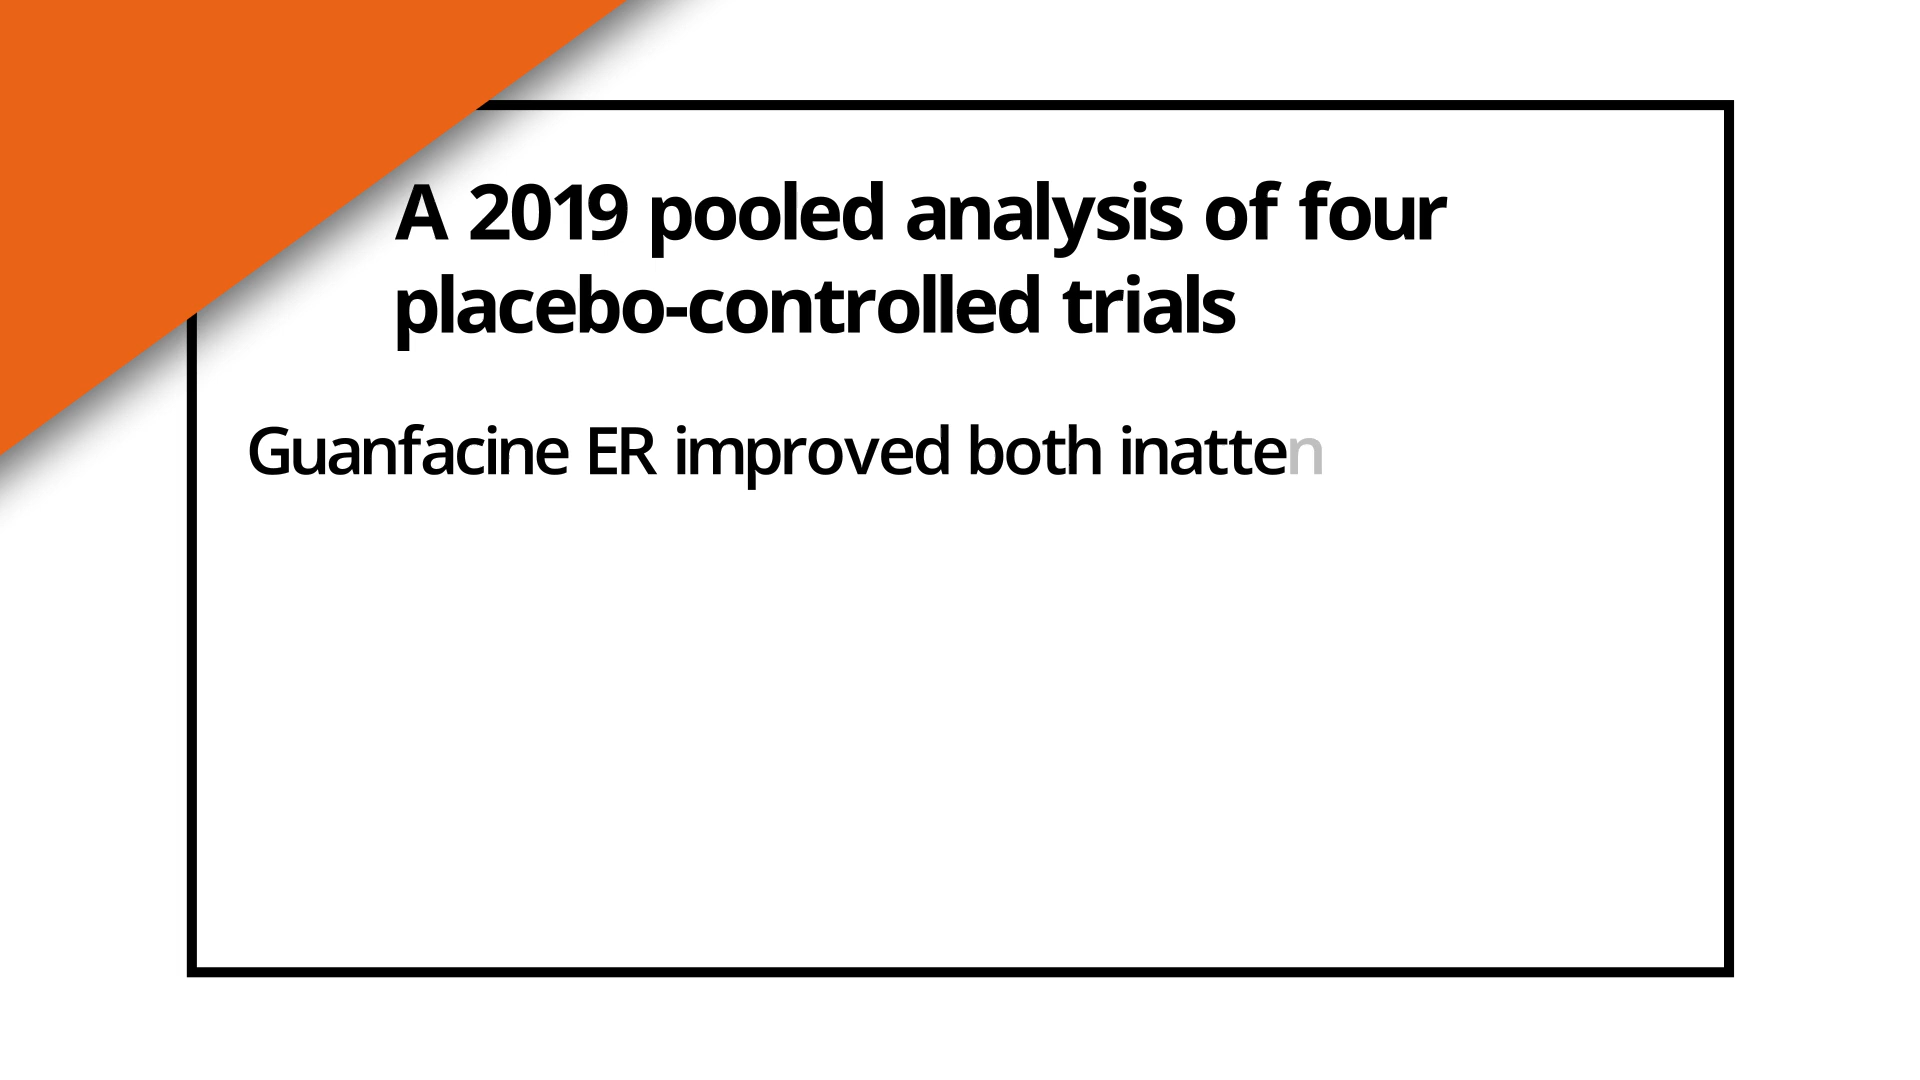 A 2019 pooled analysis of four
placebo-controlled trials
Guanfacine ER improved both inatten